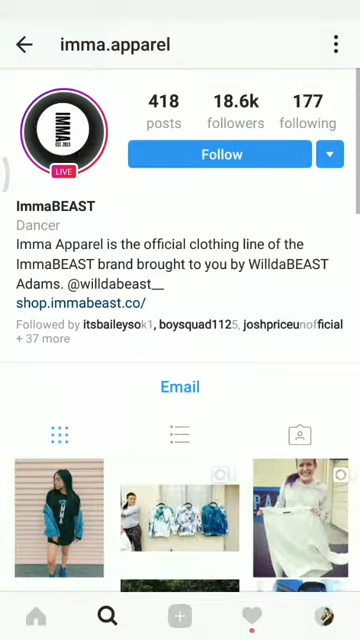 imma.apparel
IMMA
EST. 2013
LIVE
418 18.6k 177
posts followers following
Follow
ImmaBEAST
Dancer
Imma Apparel is the official clothing line of the
ImmaBEAST brand brought to you by WilldaBEAST
Adams. @willdabeast__
shop.immabeast.co/
Followed by itsbaileysok1, boysquad1125, joshpriceunofficial
+ 37 more
Email